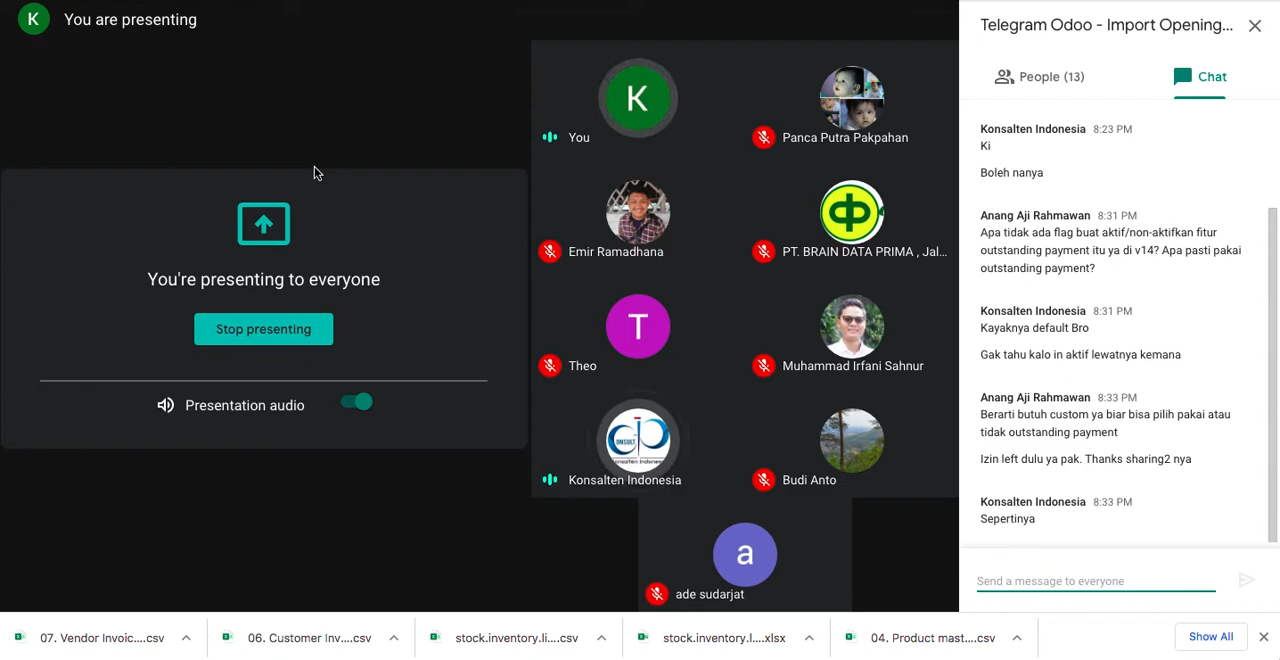 K
You are presenting
You're presenting to everyone
Stop presenting
Presentation audio
K
You
Panca Putra Pakpahan
Emir Ramadhana
PT. BRAIN DATA PRIMA , Jal...
T
Theo
Muhammad Irfani Sahnur
ONSULT
Konsalten Indonesia
Budi Anto
a
ade sudarjat
Telegram Odoo - Import Opening...
People (13)
Chat
Konsalten Indonesia 8:23 PM
Ki
Boleh nanya
Anang Aji Rahmawan 8:31 PM
Apa tidak ada flag buat aktif/non-aktifkan fitur
outstanding payment itu ya di v14? Apa pasti pakai
outstanding payment?
Konsalten Indonesia 8:31 PM
Kayaknya default Bro
Gak tahu kalo in aktif lewatnya kemana
Anang Aji Rahmawan 8:33 PM
Berarti butuh custom ya biar bisa pilih pakai atau
tidak outstanding payment
Izin left dulu ya pak. Thanks sharing2 nya
Konsalten Indonesia 8:33 PM
Sepertinya
Send a message to everyone
07. Vendor Invoic....csv
06. Customer Inv....csv
stock.inventory.li....csv
stock.inventory.l....xlsx
04. Product mast....csv
Show All